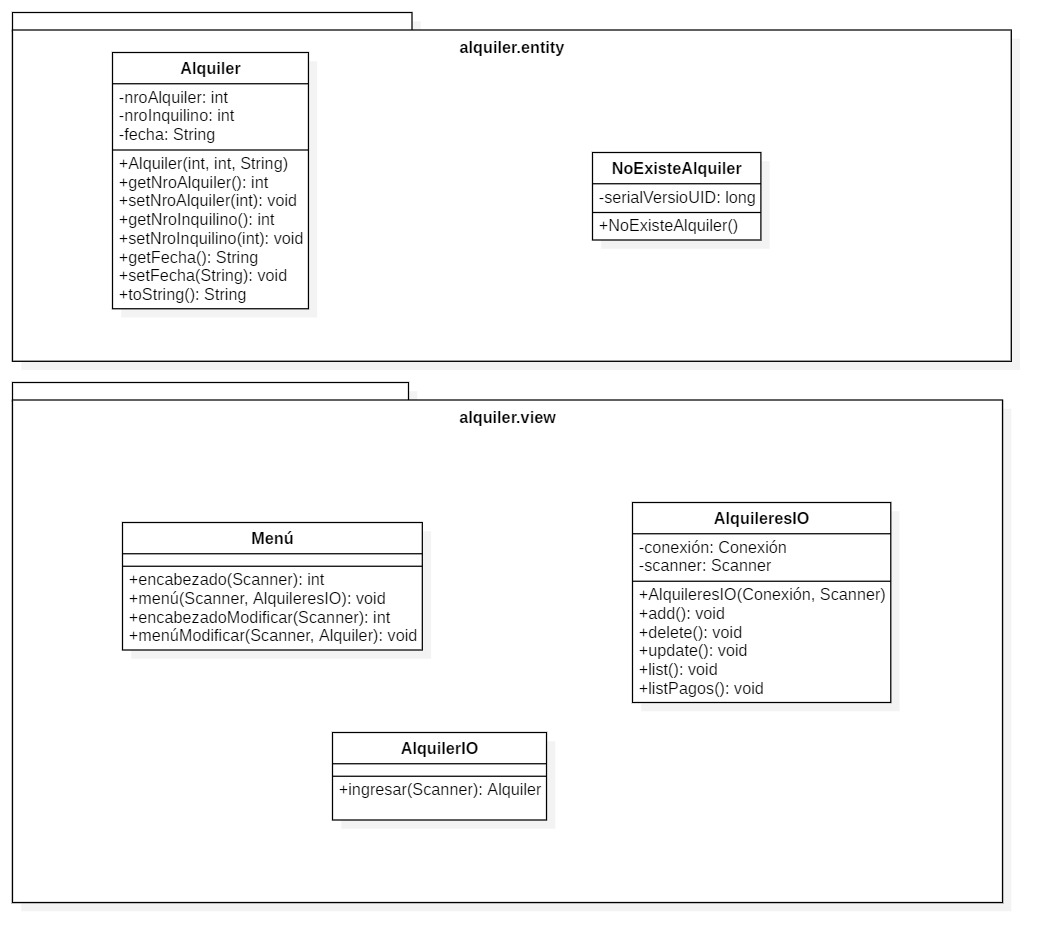 alquiler.entity
Alquiler
-nroAlquiler: int
-nroInquilino: int
-fecha: String
+Alquiler(int, int, String)
+getNroAlquiler(): int
+setNroAlquiler(int): void
+getNroInquilino(): int
+setNroInquilino(int): void
+getFecha(): String
+setFecha(String): void
+toString(): String
NoExisteAlquiler
-serialVersioUID: long
+NoExisteAlquiler()
alquiler.view
Menú
+encabezado(Scanner): int
+menú(Scanner, AlquileresIO): void
+encabezadoModificar(Scanner): int
+menúModificar(Scanner, Alquiler): void
AlquileresIO
-conexión: Conexión
-scanner: Scanner
+AlquileresIO(Conexión, Scanner)
+add(): void
+delete(): void
+update(): void
+list(): void
+listPagos(): void
AlquilerIO
+ingresar(Scanner): Alquiler